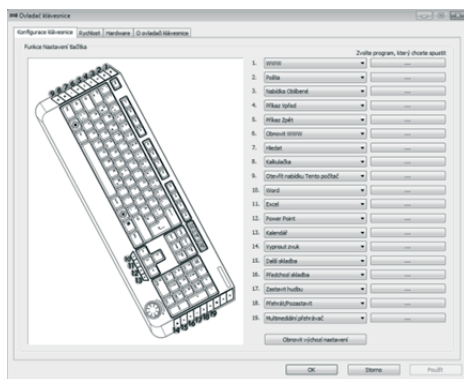 Ovladač klávesnice
Konfigurace klávesnice Rychlost Hardware O ovladači klávesnice
Funkce Nastavení tlačítka
Zvolte program, který chcete spustit
1. WWW ...
2. Pošta ...
3. Nabídka Oblíbené ...
4. Příkaz Vpřed ...
5. Příkaz Zpět ...
6. Obnovit WWW ...
7. Hledat ...
8. Kalkulačka ...
9. Otevřít nabídku Tento počítač ...
10. Word ...
11. Excel ...
12. Power Point ...
13. Kalendář ...
14. Vypnout zvuk ...
15. Další skladba ...
16. Předchozí skladba ...
17. Zastavit hudbu ...
18. Přehrát/Pozastavit ...
19. Multimediální přehrávač ...
Obnovit výchozí nastavení
OK Storno Použít